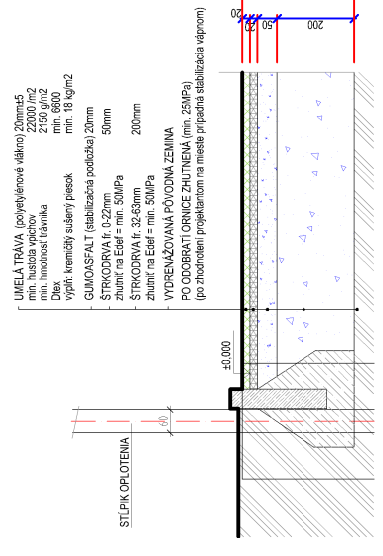 UMELÁ TRÁVA (polyetylénové vlákno) 20mm±5
min. hustota vpichov 22000 /m2
min. hmotnosť trávnika 2150 g/m2
Dtex min. 6600
výplň: kremičitý sušený piesok min. 18 kg/m2
GUMOASFALT (stabilizačná podložka) 20mm
ŠTRKODRVA fr. 0-22mm 50mm
zhutniť na Edef = min. 50MPA
ŠTRKODRVA fr. 32-63mm 200mm
zhutniť na Edef = min. 50MPA
VYDRENÁŽOVANÁ PÔVODNÁ ZEMINA
PO ODOBRATÍ ORNICE ZHUTNENÁ (min. 25MPa)
(po zhodnotení projektantom na mieste prípadná stabilizácia vápnom)
20
20
50
200
±0,000
60
STĹPIK OPLOTENIA